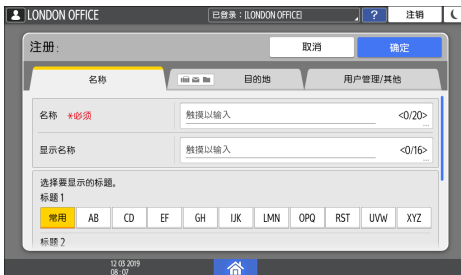 LONDON OFFICE 已登录：[LONDON OFFICE] ? 注销
注册: 取消 确定
名称 目的地 用户管理/其他
名称 *必须 触摸以输入 <0/20>
显示名称 触摸以输入 <0/16>
选择要显示的标题。
标题 1
常用 AB CD EF GH IJK LMN OPQ RST UVW XYZ
标题 2
12 03 2019
08:07